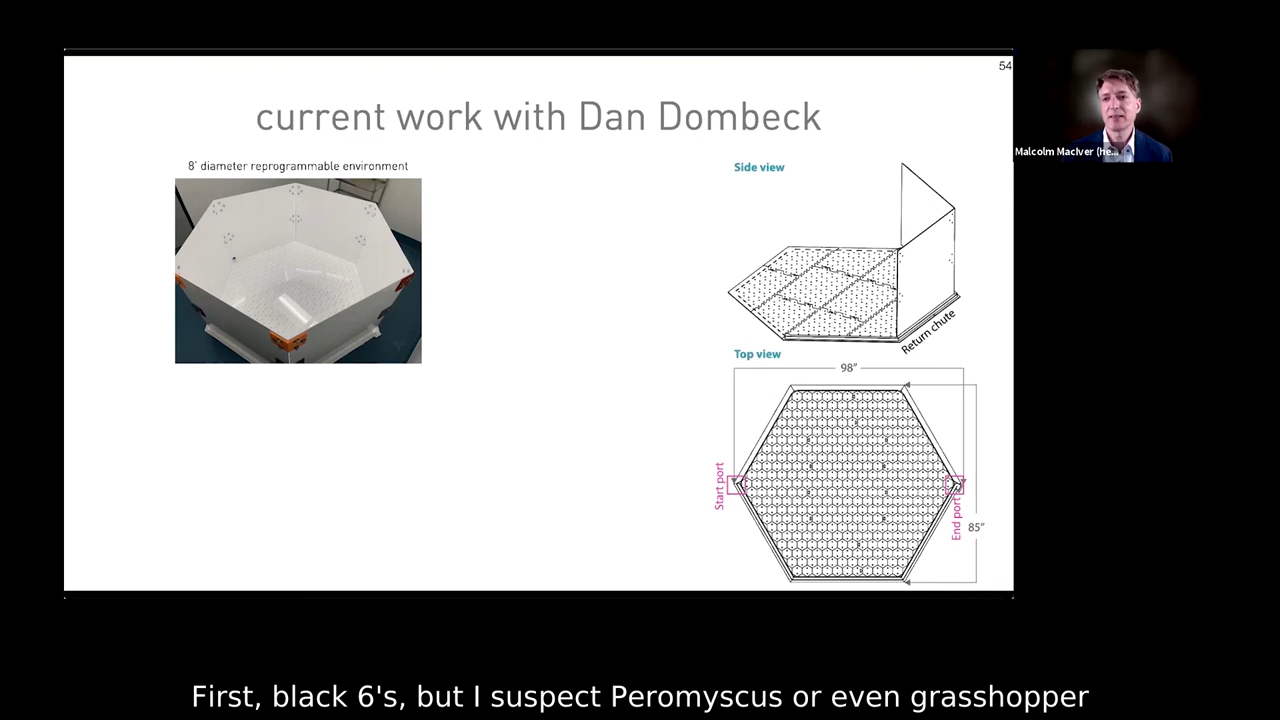 54
current work with Dan Dombeck
8' diameter reprogrammable environment
Side view
Return chute
Top view
98"
Start port
End port
85"
Malcolm MacIver (he...
First, black 6's, but I suspect Peromyscus or even grasshopper